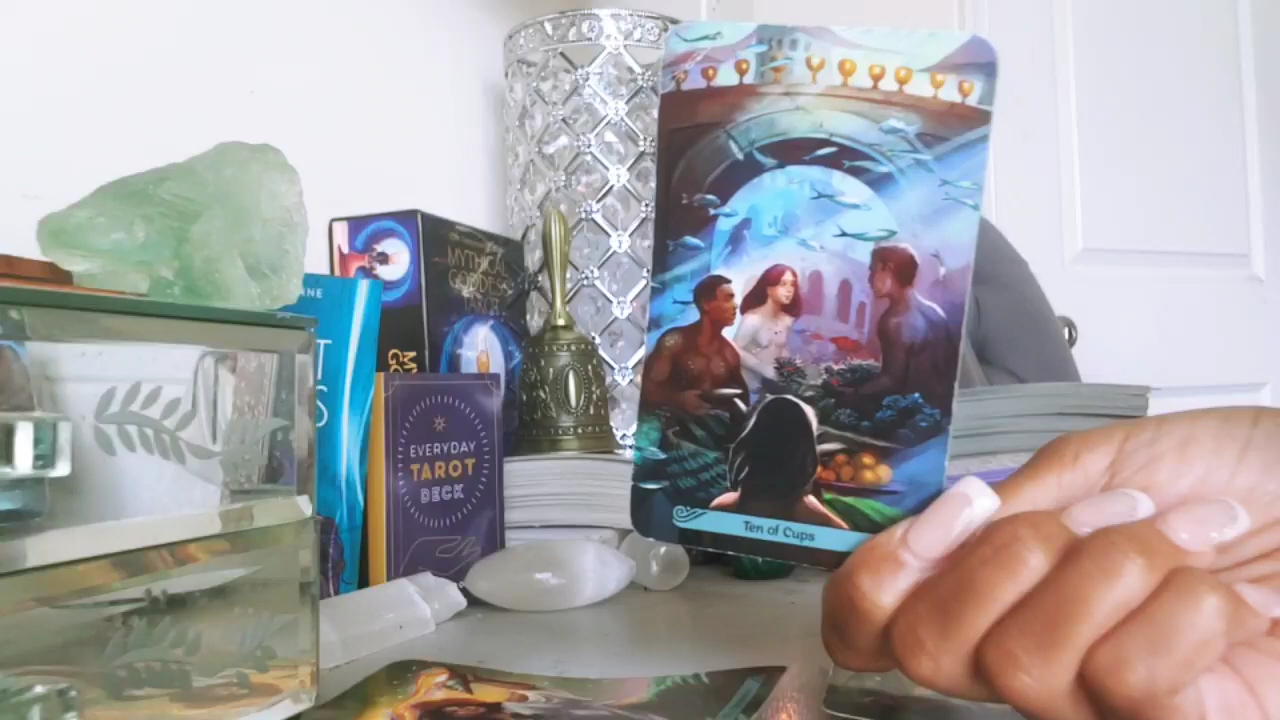 MYTHICAL
GODDESS
TAROT
EVERYDAY
TAROT
DECK
Ten of Cups